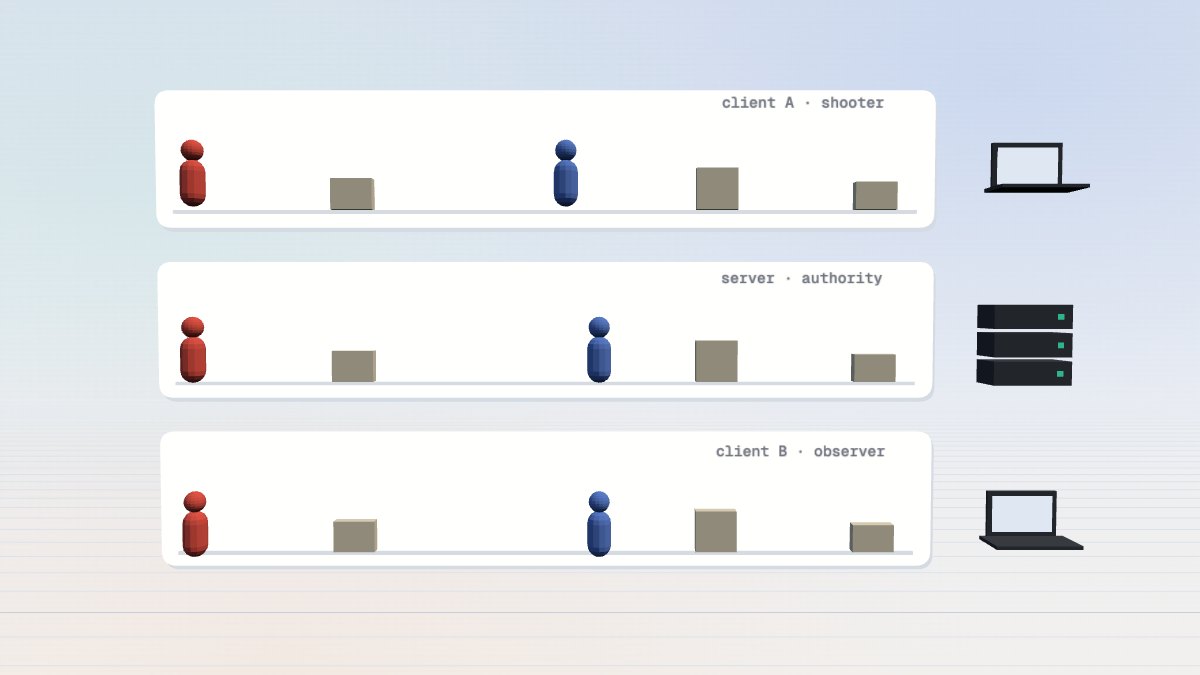 client A · shooter
server · authority
client B · observer